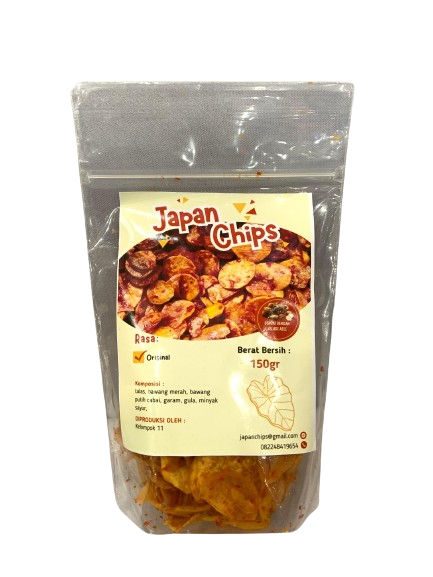 Japan
Chips
Rasa:
Original
Berat Bersih :
150gr
Komposisi :
talas, bawang merah, bawang
putih cabai, garam, gula, minyak
sayur,
DIPRODUKSI OLEH :
Kelompok 11
japanchips@gmail.com
082248419654